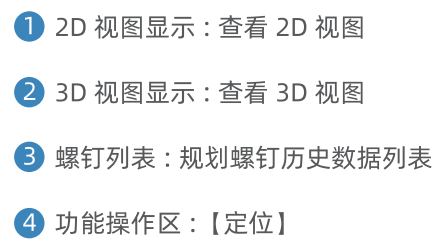 1 2D 视图显示：查看 2D 视图
2 3D 视图显示：查看 3D 视图
3 螺钉列表：规划螺钉历史数据列表
4 功能操作区：【定位】